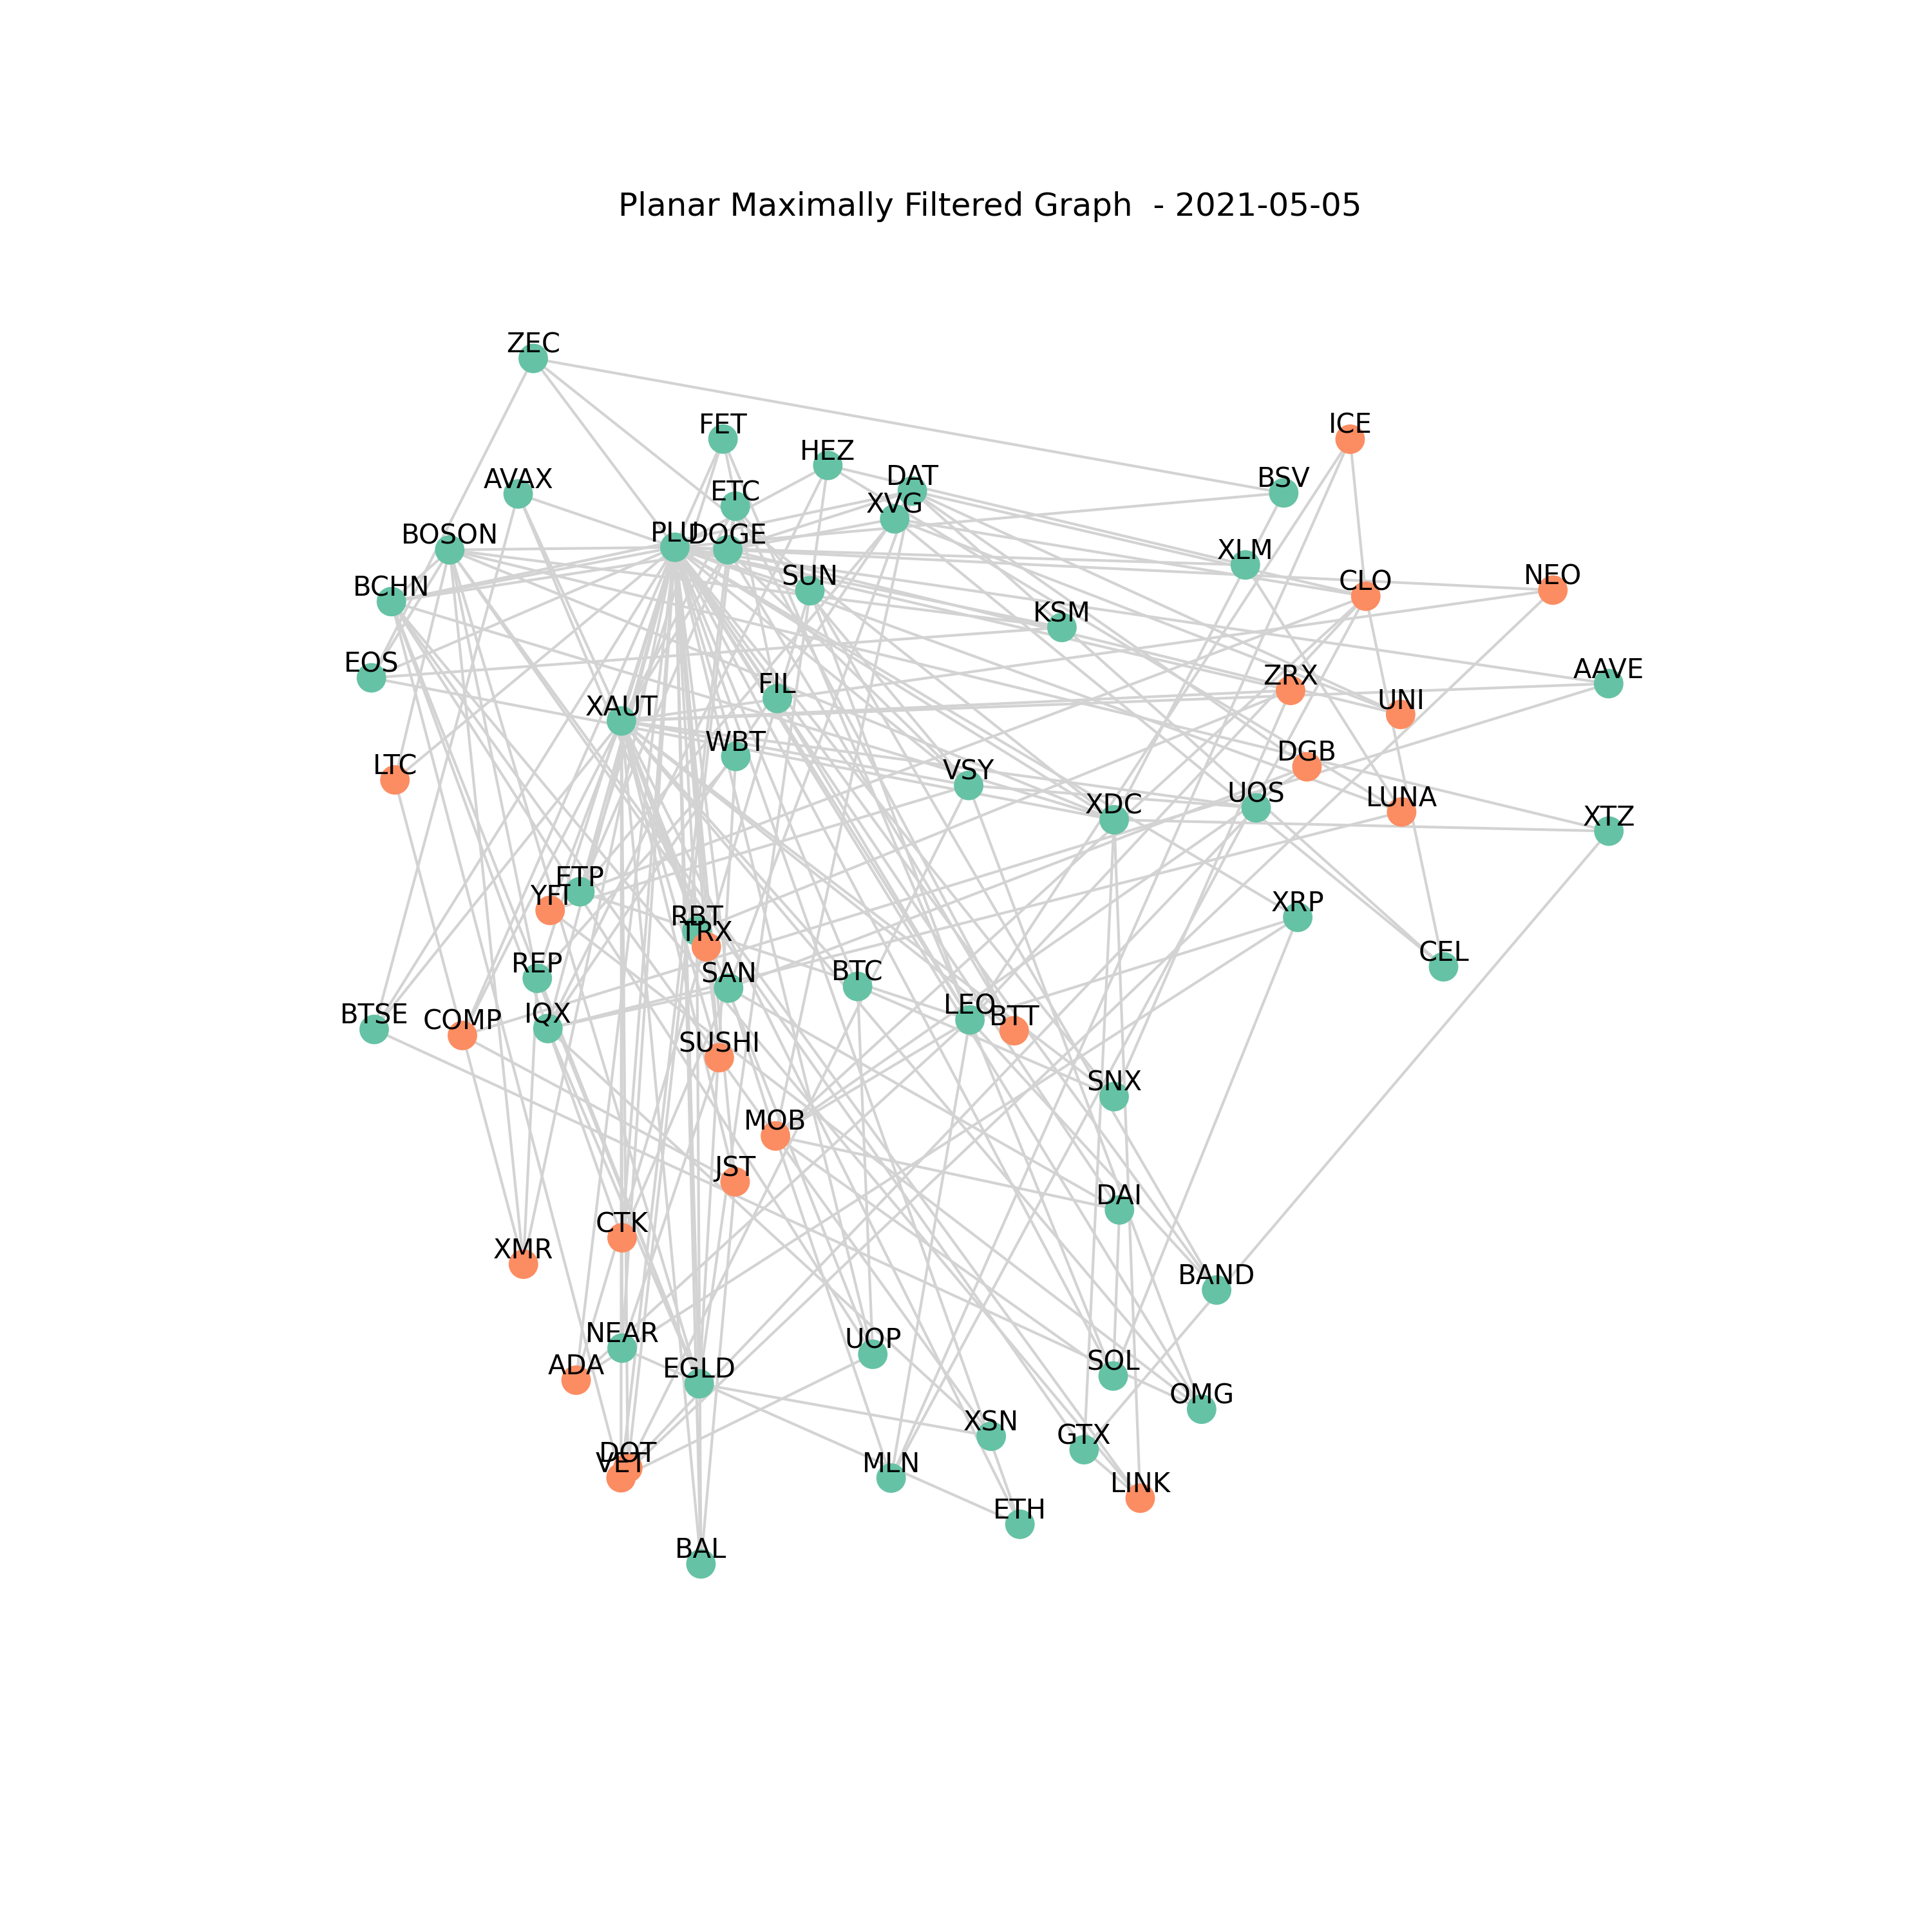 Planar Maximally Filtered Graph  - 2021-05-05
ZEC
FET
ICE
HEZ
DAT
BSV
AVAX
ETC
XVG
BOSON
PLU
DOGE
XLM
SUN
CLO
NEO
BCHN
KSM
EOS
FIL
ZRX
AAVE
XAUT
UNI
WBT
DGB
LTC
VSY
UOS
LUNA
XDC
XTZ
ETP
YFI
RBT
TRX
XRP
CEL
REP
SAN
BTC
BTSE
COMP
IQX
LEO
BTT
SUSHI
SNX
MOB
JST
DAI
CTK
XMR
BAND
NEAR
ADA
EGLD
UOP
SOL
OMG
XSN
GTX
DOT
VET
MLN
LINK
ETH
BAL